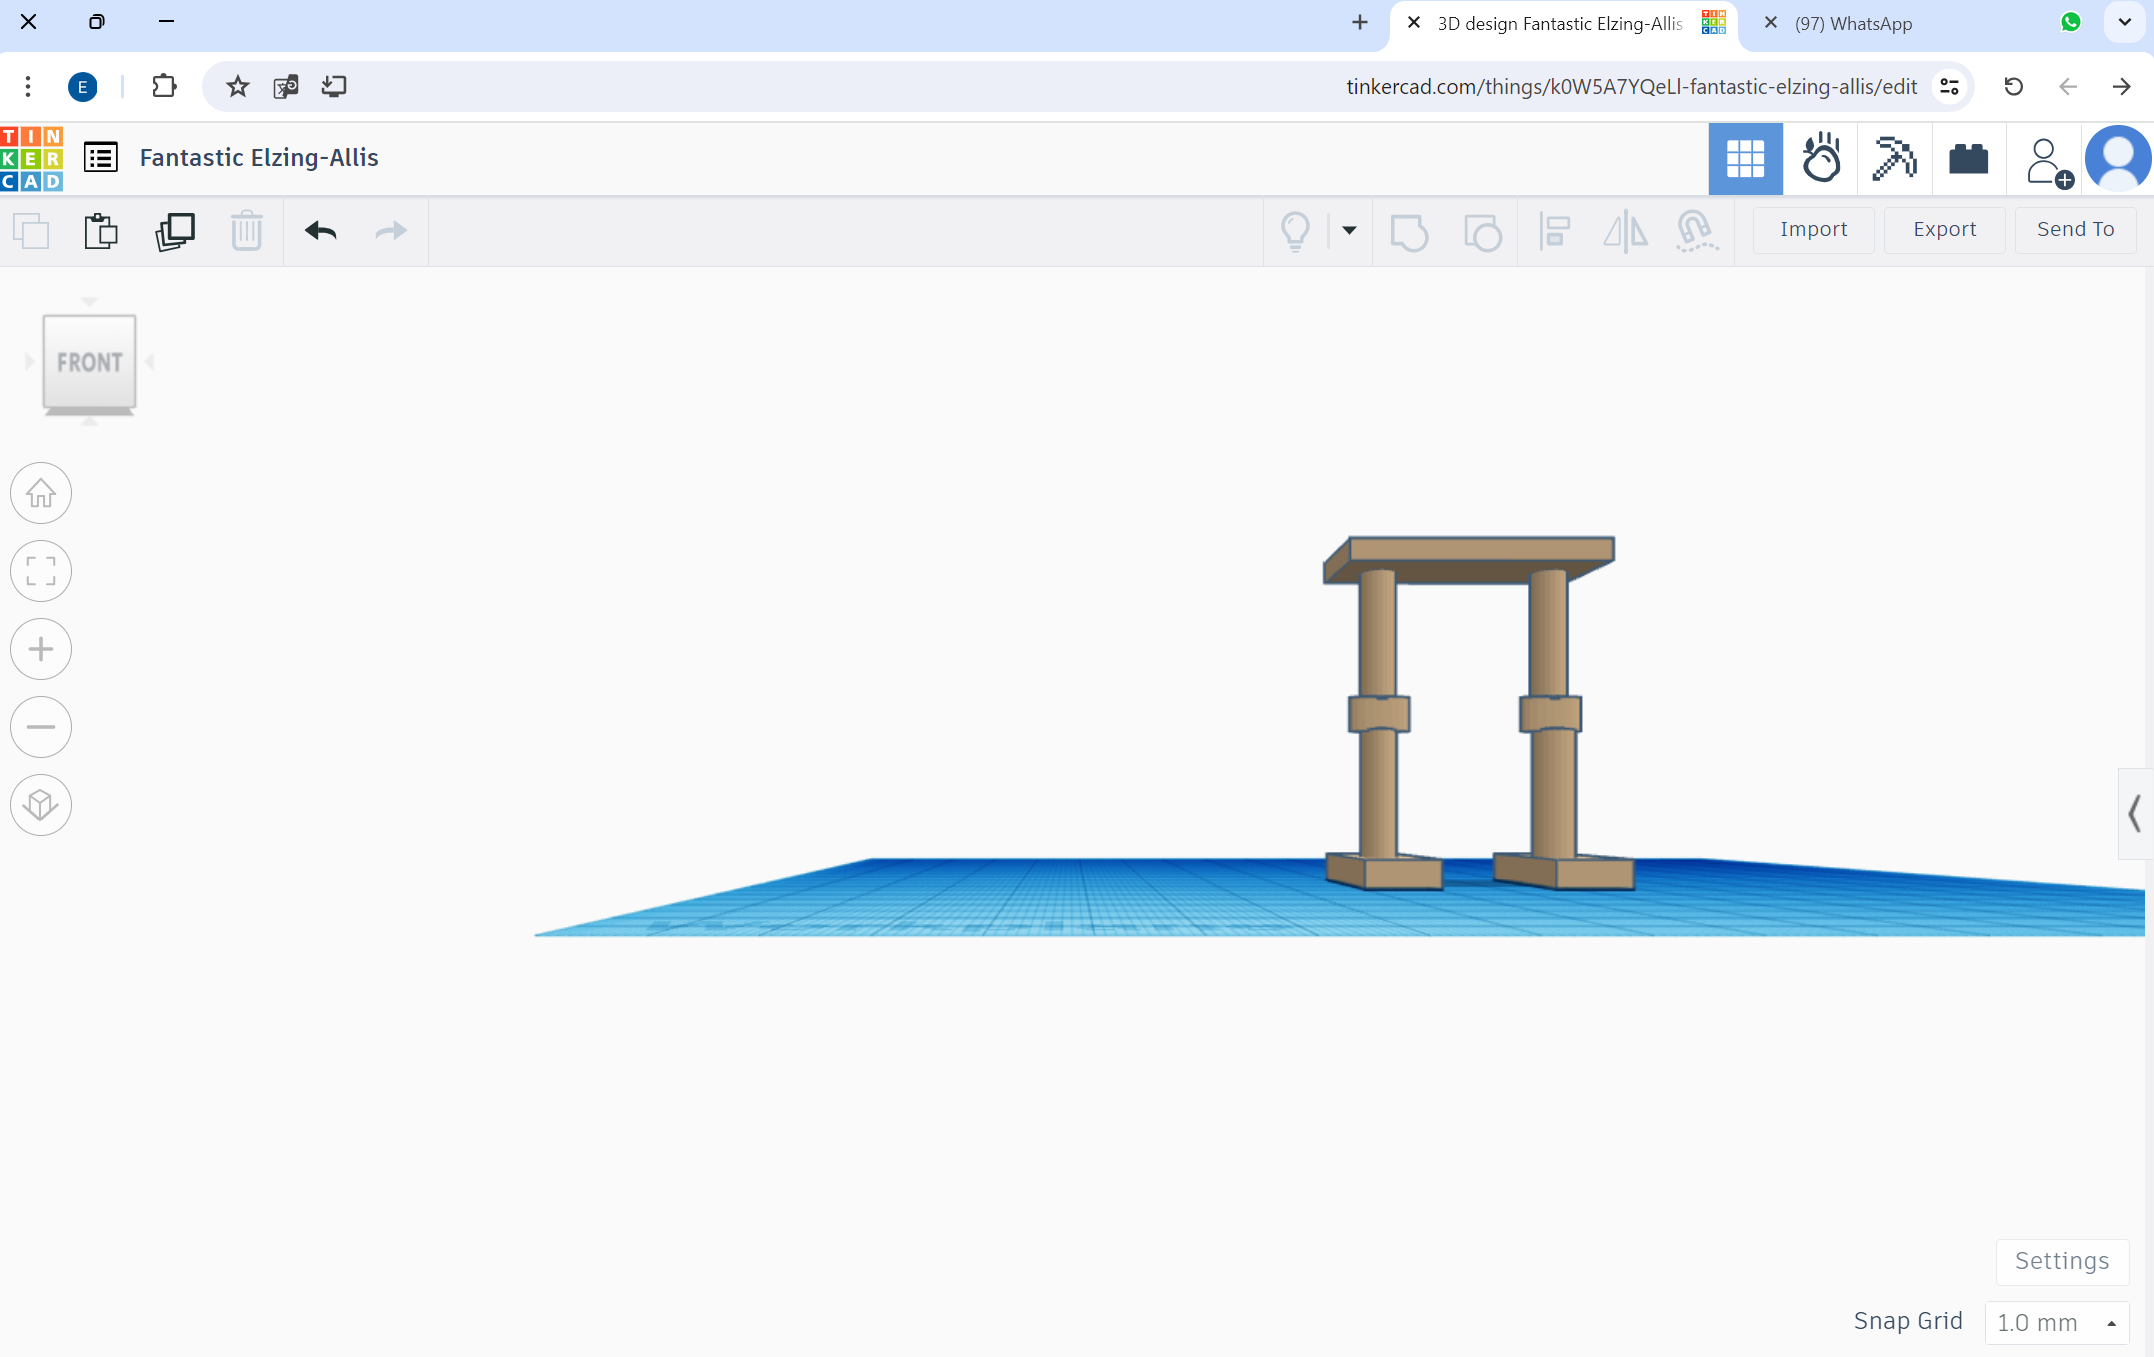 3D design Fantastic Elzing-Allis
(97) WhatsApp
E
tinkercad.com/things/k0W5A7YQeLl-fantastic-elzing-allis/edit
TIN
KER
CAD
Fantastic Elzing-Allis
Import
Export
Send To
FRONT
Settings
Snap Grid
1.0 mm